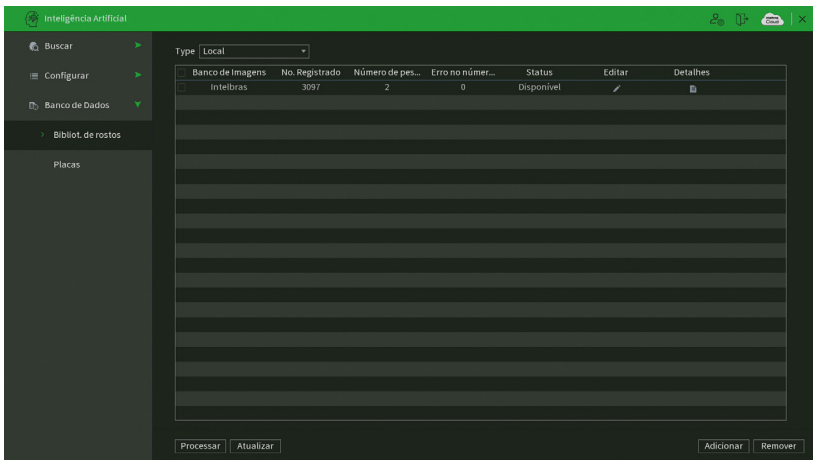 Inteligência Artificial
Cloud
Buscar
Configurar
Banco de Dados
Bibliot. de rostos
Placas
Type Local
Banco de Imagens No. Registrado Número de pes... Erro no númer... Status Editar Detalhes
Intelbras 3097 2 0 Disponível
Processar Atualizar Adicionar Remover